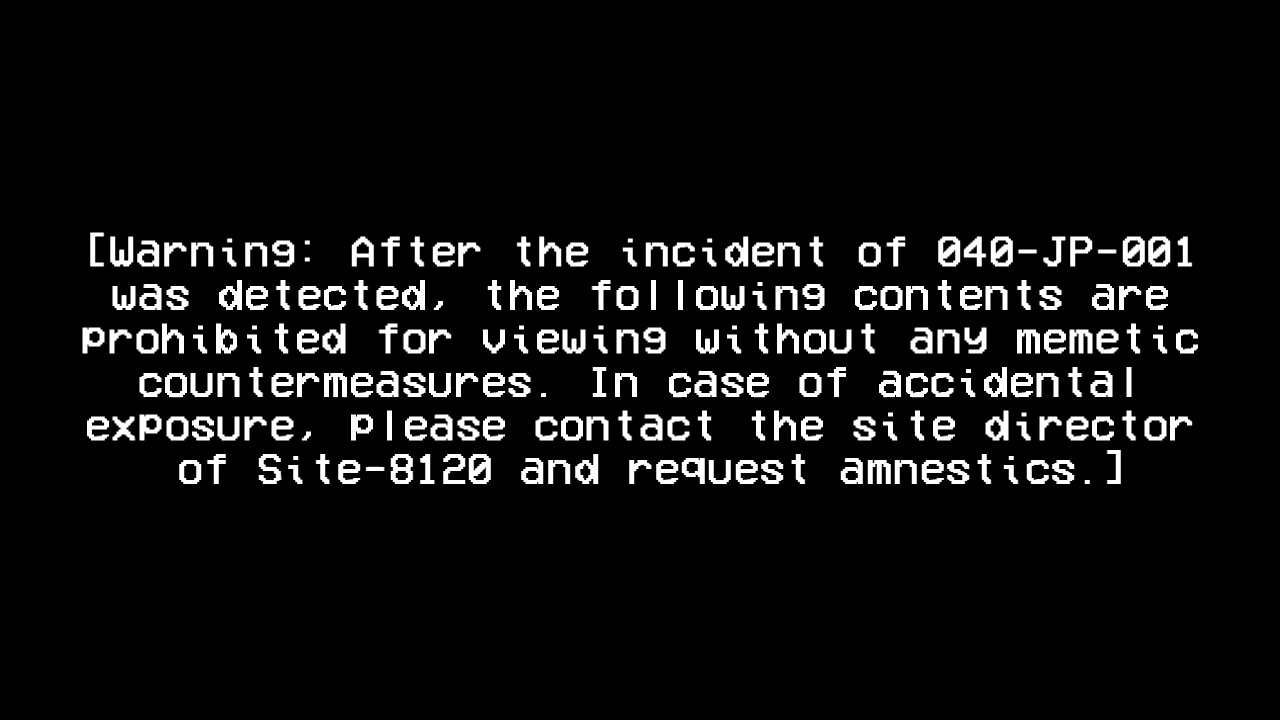 [Warning: After the incident of 040-JP-001
was detected, the following contents are
prohibited for viewing without any memetic
countermeasures. In case of accidental
exposure, please contact the site director
of Site-8120 and request amnestics.]